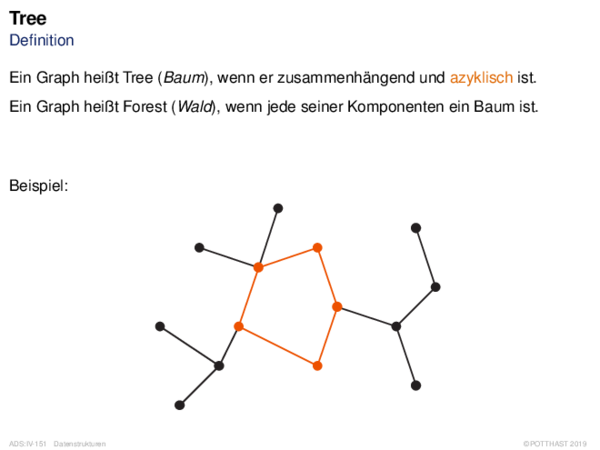 Tree
Definition
Ein Graph heißt Tree (Baum), wenn er zusammenhängend und azyklisch ist.
Ein Graph heißt Forest (Wald), wenn jede seiner Komponenten ein Baum ist.
Beispiel:
ADS:IV-151 Datenstrukturen
© POTTHAST 2019